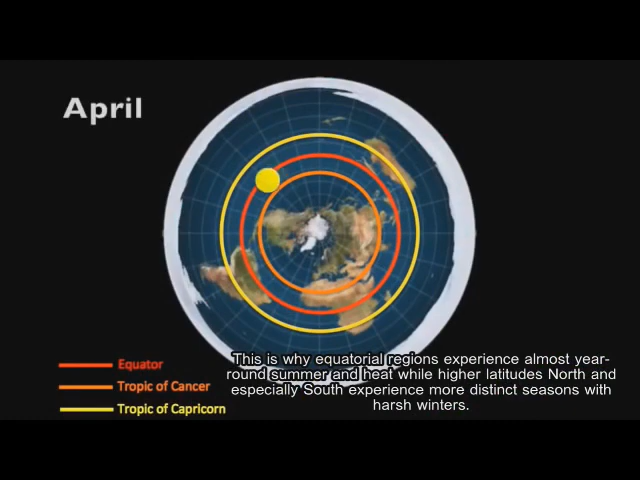 April
Equator
Tropic of Cancer
Tropic of Capricorn
This is why equatorial regions experience almost year-
round summer and heat while higher latitudes North and
especially South experience more distinct seasons with
harsh winters.